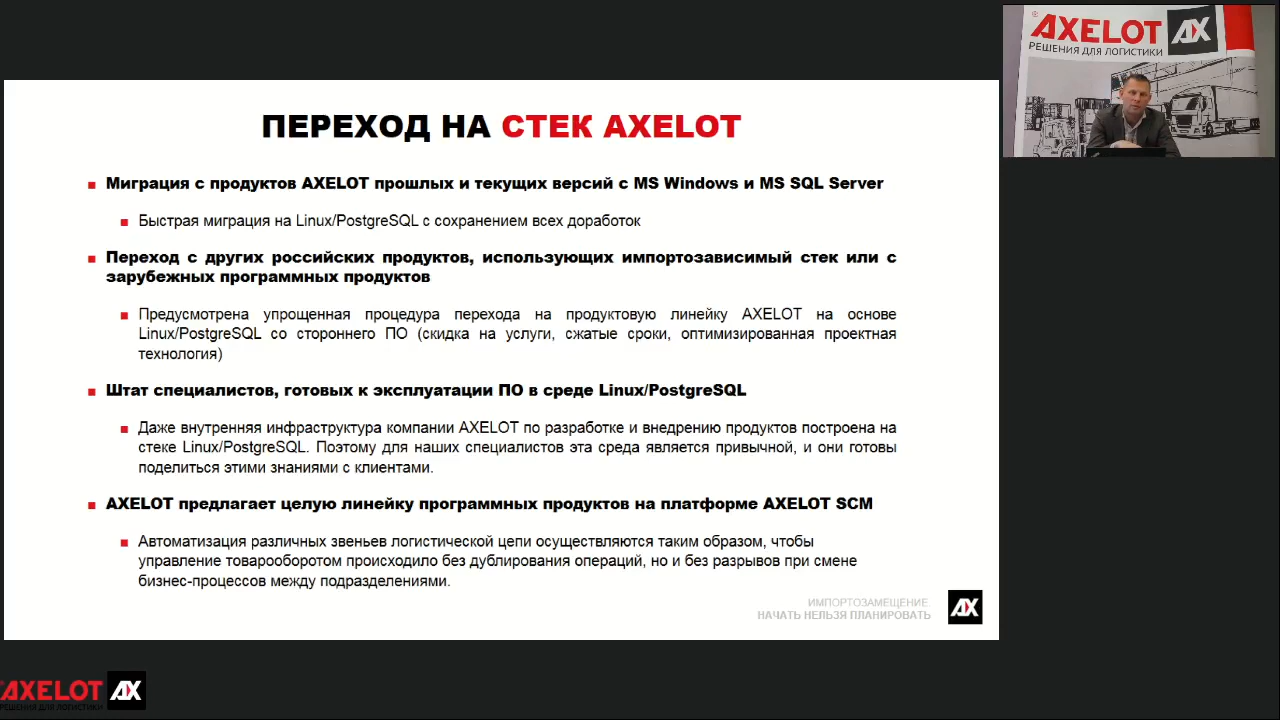 AXELOT AX
РЕШЕНИЯ ДЛЯ ЛОГИСТИКИ
ПЕРЕХОД НА СТЕК AXELOT
Миграция с продуктов AXELOT прошлых и текущих версий с MS Windows и MS SQL Server
Быстрая миграция на Linux/PostgreSQL с сохранением всех доработок
Переход с других российских продуктов, использующих импортозависимый стек или с
зарубежных программных продуктов
Предусмотрена упрощенная процедура перехода на продуктовую линейку AXELOT на основе
Linux/PostgreSQL со стороннего ПО (скидка на услуги, сжатые сроки, оптимизированная проектная
технология)
Штат специалистов, готовых к эксплуатации ПО в среде Linux/PostgreSQL
Даже внутренняя инфраструктура компании AXELOT по разработке и внедрению продуктов построена на
стеке Linux/PostgreSQL. Поэтому для наших специалистов эта среда является привычной, и они готовы
поделиться этими знаниями с клиентами.
AXELOT предлагает целую линейку программных продуктов на платформе AXELOT SCM
Автоматизация различных звеньев логистической цепи осуществляются таким образом, чтобы
управление товарооборотом происходило без дублирования операций, но и без разрывов при смене
бизнес-процессов между подразделениями.
ИМПОРТОЗАМЕЩЕНИЕ.
НАЧАТЬ НЕЛЬЗЯ ПЛАНИРОВАТЬ
AX
AXELOT AX
РЕШЕНИЯ ДЛЯ ЛОГИСТИКИ